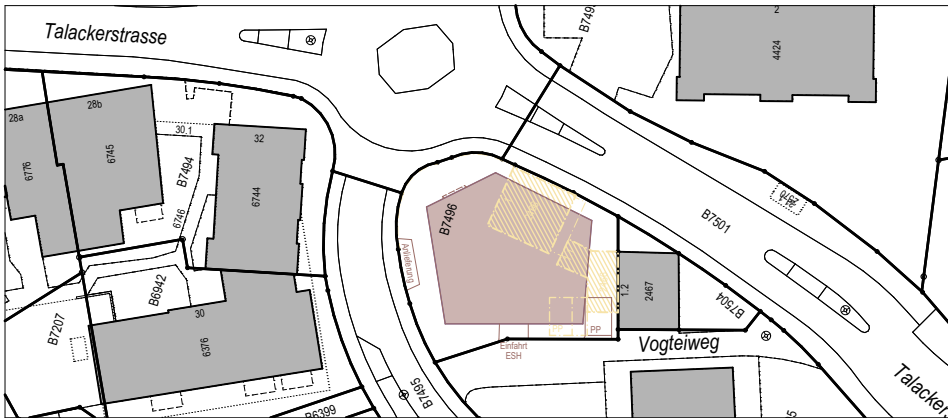 Talackerstrasse
B749
2
4424
28a
28b
30.1
32
6776
6745
B7494
6746
6744
B7496
B7501
Anlieferung
B6942
30
6376
B7207
1.2
2467
B7504
PP
Einfahrt
ESH
Vogteiweg
B7495
B6399
Talacker